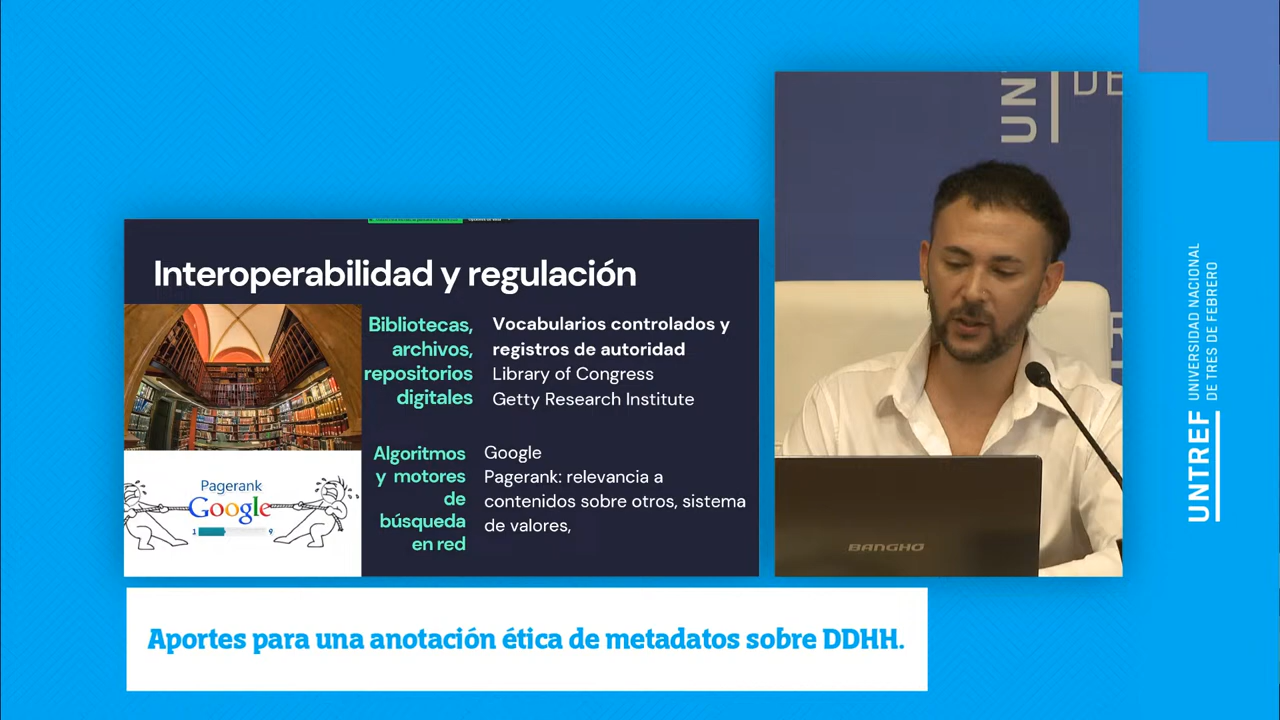 Interoperabilidad y regulación
Bibliotecas,
archivos,
repositorios
digitales
Vocabularios controlados y
registros de autoridad
Library of Congress
Getty Research Institute
Algoritmos
y motores
de
búsqueda
en red
Google
Pagerank: relevancia a
contenidos sobre otros, sistema
de valores,
Pagerank
Google
1
9
UN
DE
BANGHO
Aportes para una anotación ética de metadatos sobre DDHH.
UNTREF
UNIVERSIDAD NACIONAL
DE TRES DE FEBRERO